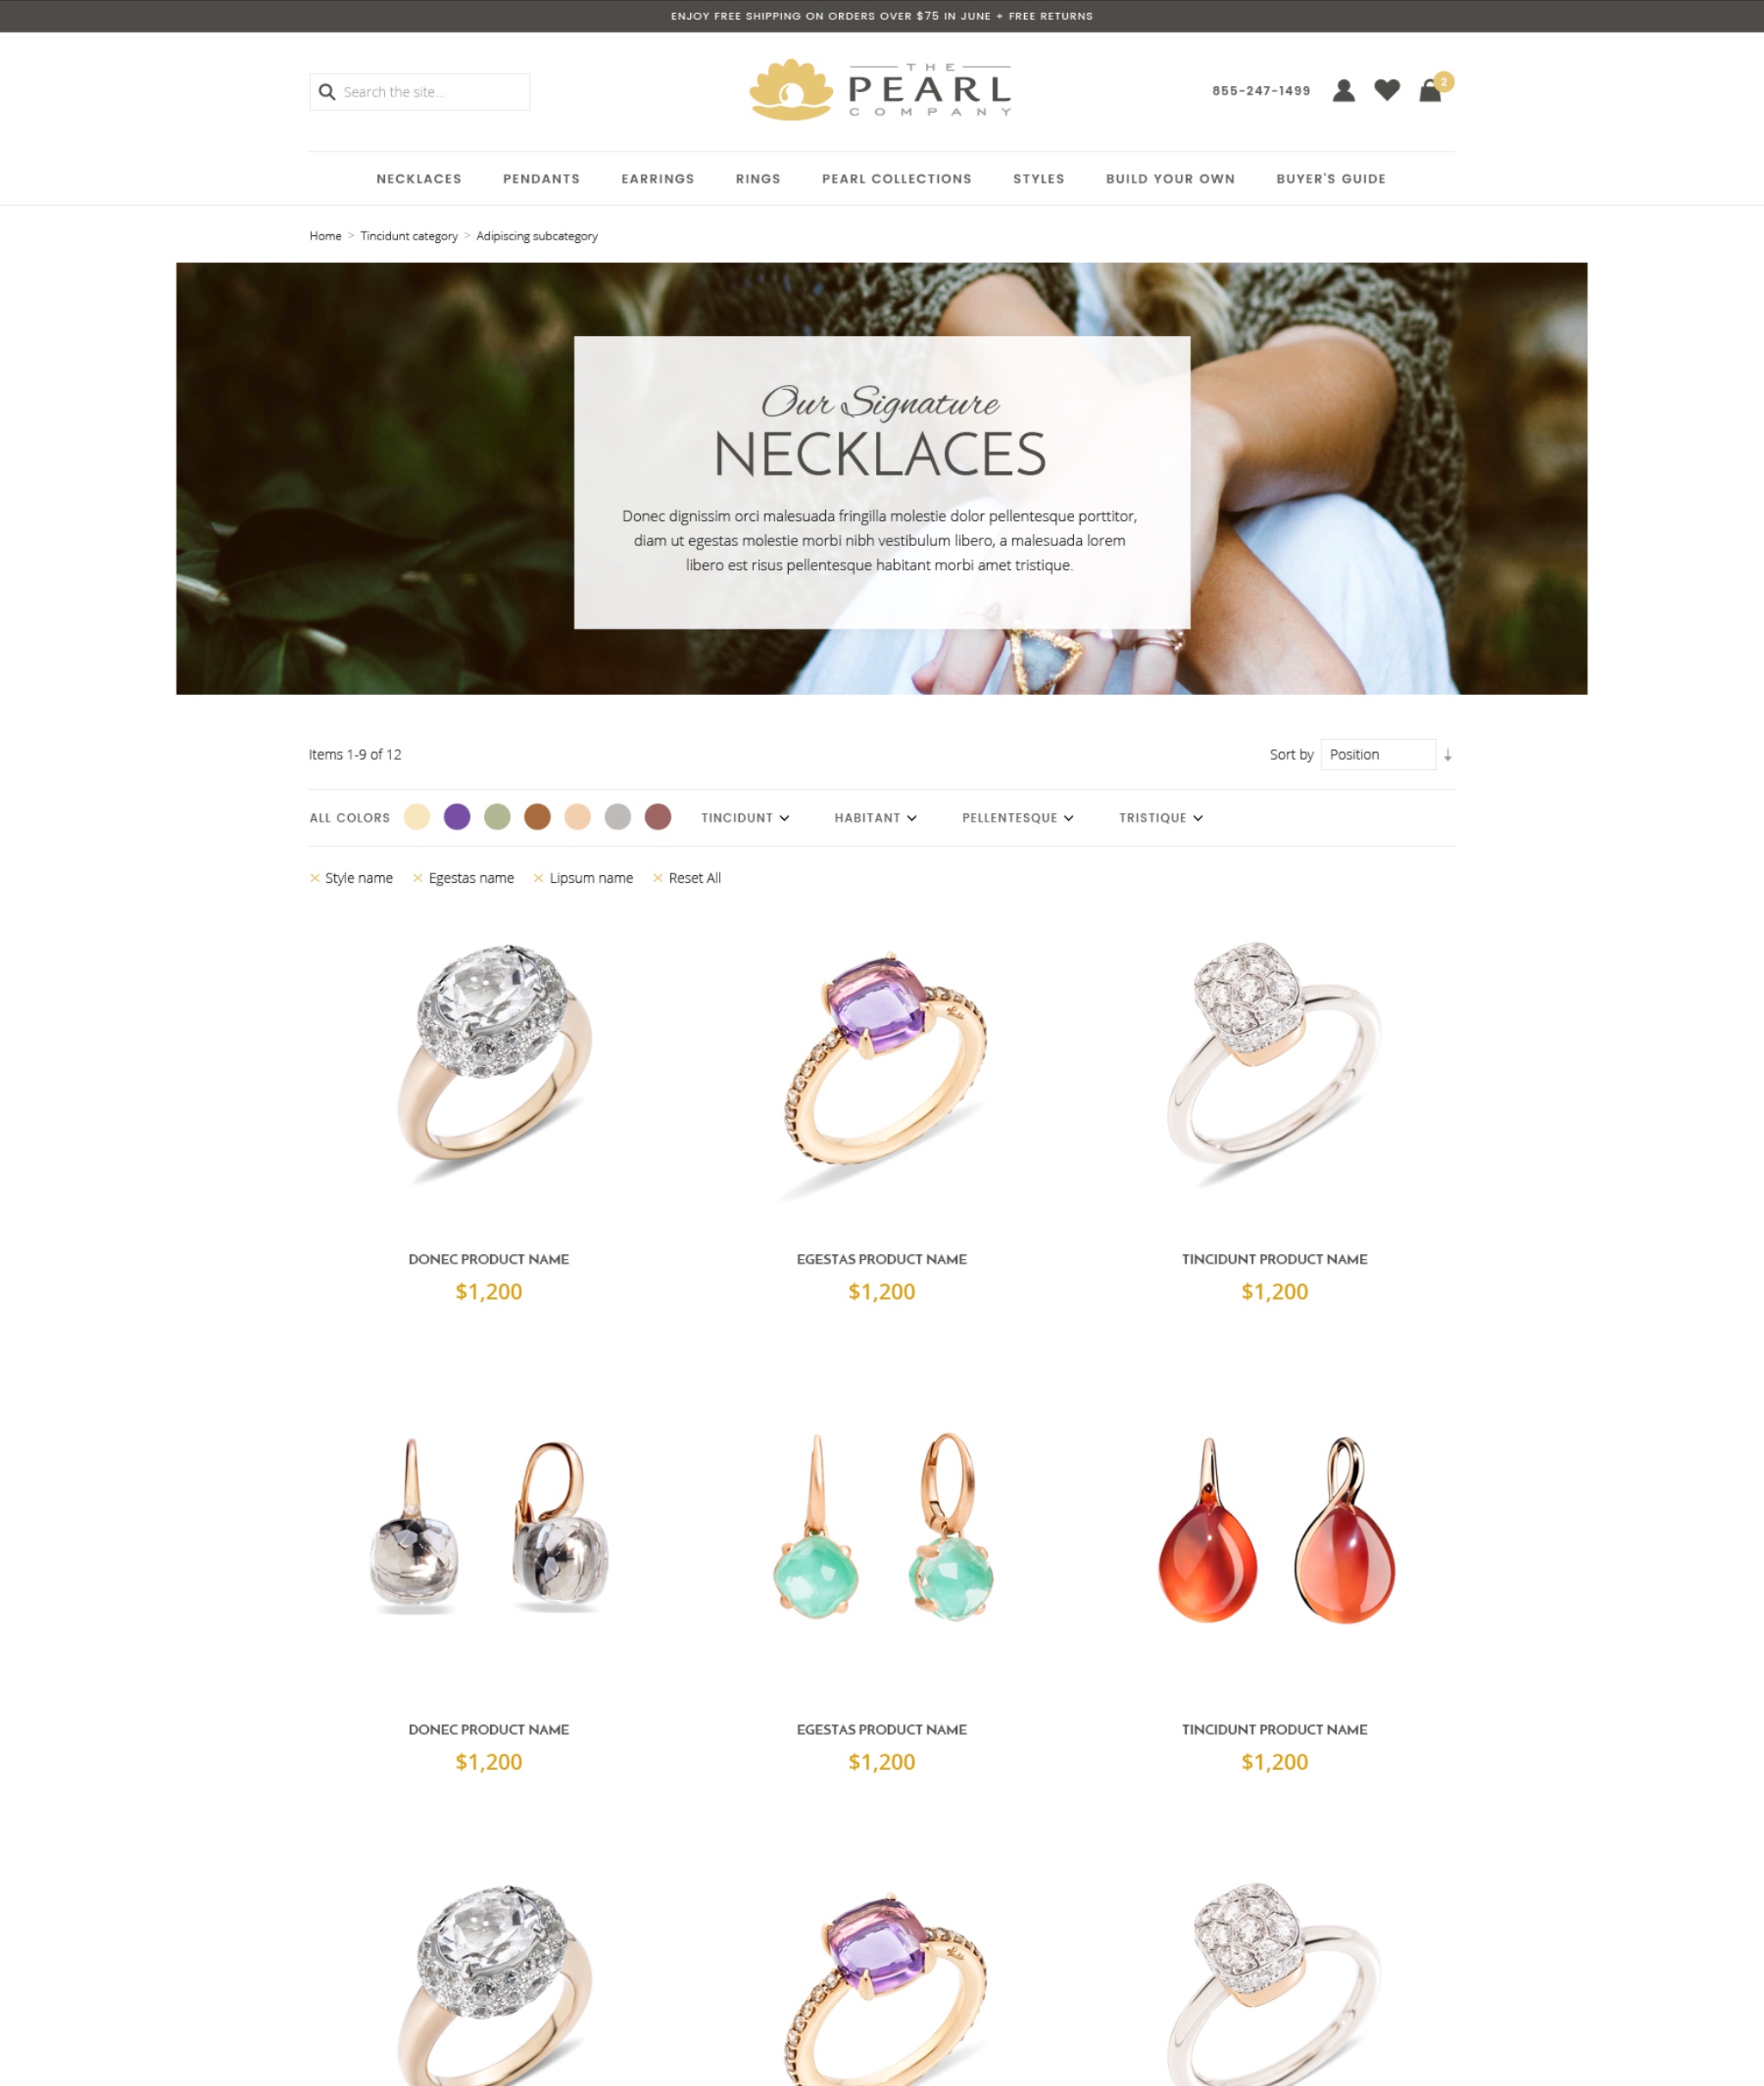 ENJOY FREE SHIPPING ON ORDERS OVER $75 IN JUNE + FREE RETURNS
Search the site...
THE
PEARL
COMPANY
855-247-1499
2
NECKLACES PENDANTS EARRINGS RINGS PEARL COLLECTIONS STYLES BUILD YOUR OWN BUYER'S GUIDE
Home > Tincidunt category > Adipiscing subcategory
Our Signature
NECKLACES
Donec dignissim orci malesuada fringilla molestie dolor pellentesque porttitor,
diam ut egestas molestie morbi nibh vestibulum libero, a malesuada lorem
libero est risus pellentesque habitant morbi amet tristique.
Items 1-9 of 12
Sort by Position
ALL COLORS TINCIDUNT HABITANT PELLENTESQUE TRISTIQUE
Style name Egestas name Lipsum name Reset All
DONEC PRODUCT NAME EGESTAS PRODUCT NAME TINCIDUNT PRODUCT NAME
$1,200 $1,200 $1,200
DONEC PRODUCT NAME EGESTAS PRODUCT NAME TINCIDUNT PRODUCT NAME
$1,200 $1,200 $1,200